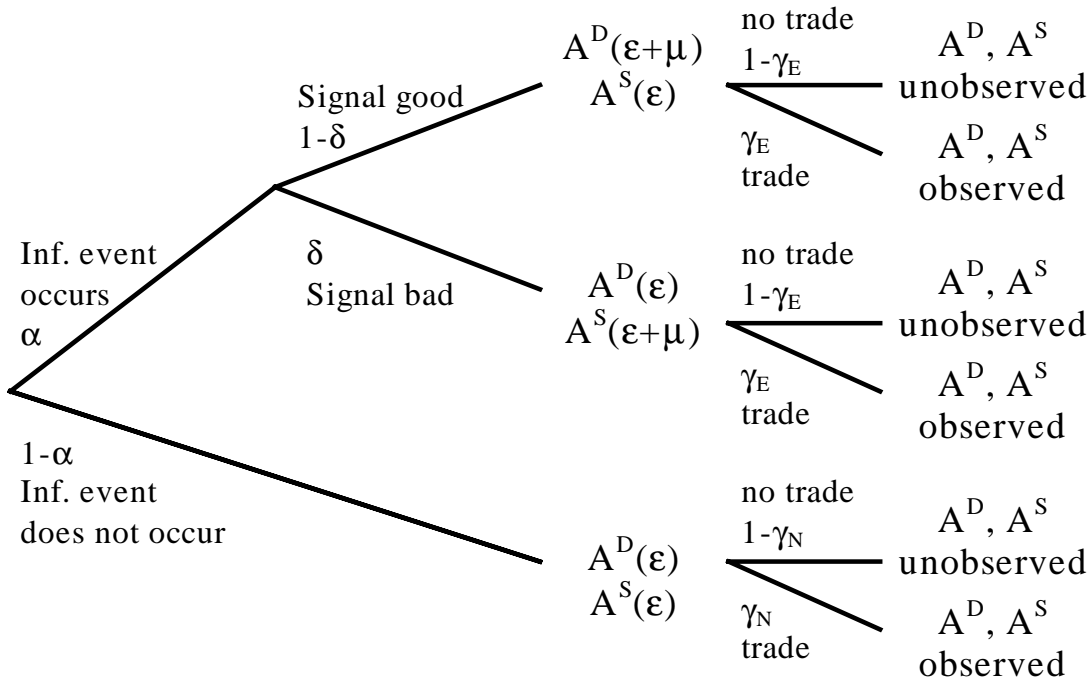 Inf. event
occurs
α
Signal good
1-δ
δ
Signal bad
1-α
Inf. event
does not occur
A^D(ε+μ)
A^S(ε)
no trade
1-γ_E
γ_E
trade
A^D, A^S
unobserved
A^D, A^S
observed
A^D(ε)
A^S(ε+μ)
no trade
1-γ_E
γ_E
trade
A^D, A^S
unobserved
A^D, A^S
observed
A^D(ε)
A^S(ε)
no trade
1-γ_N
γ_N
trade
A^D, A^S
unobserved
A^D, A^S
observed